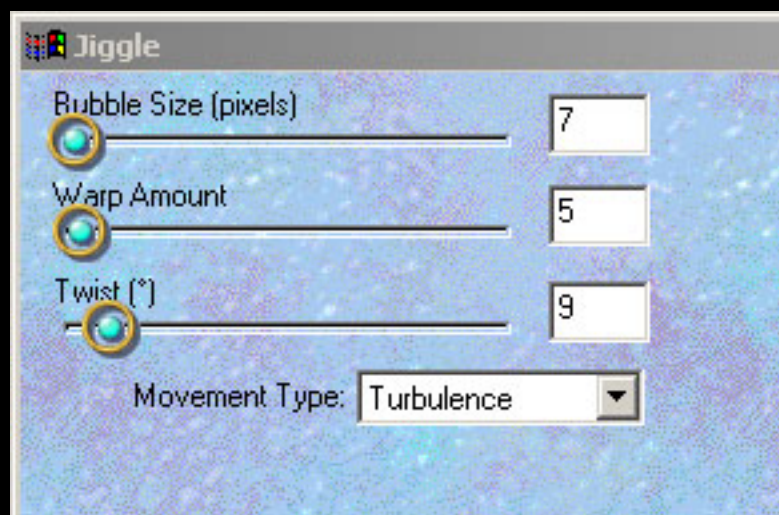 Jiggle
Bubble Size (pixels)
7
Warp Amount
5
Twist (°)
9
Movement Type: Turbulence